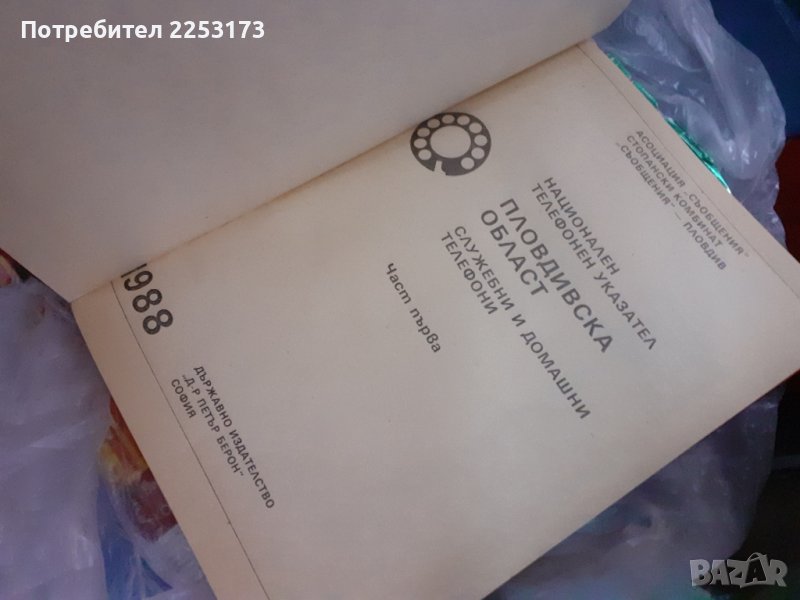 Потребител 2253173
АСОЦИАЦИЯ „СЪОБЩЕНИЯ“
СТОПАНСКИ КОМБИНАТ
„СЪОБЩЕНИЯ“ — ПЛОВДИВ
НАЦИОНАЛЕН
ТЕЛЕФОНЕН УКАЗАТЕЛ
ПЛОВДИВСКА
ОБЛАСТ
СЛУЖЕБНИ И ДОМАШНИ
ТЕЛЕФОНИ
Част първа
1988
ДЪРЖАВНО ИЗДАТЕЛСТВО
„Д-Р ПЕТЪР БЕРОН“
СОФИЯ
BAZAR